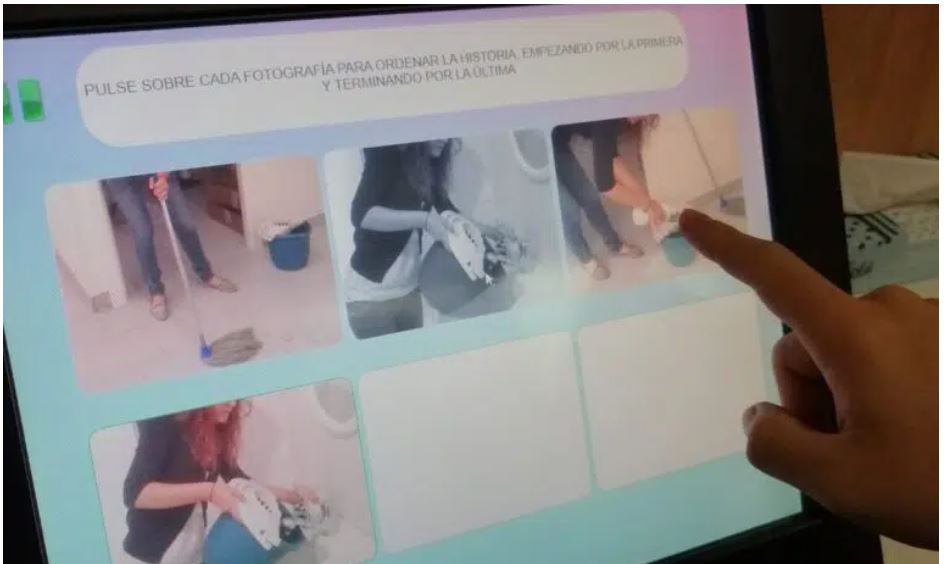 PULSE SOBRE CADA FOTOGRAFÍA PARA ORDENAR LA HISTORIA, EMPEZANDO POR LA PRIMERA
Y TERMINANDO POR LA ÚLTIMA